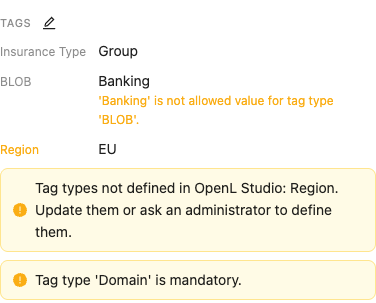 TAGS
Insurance Type Group
BLOB Banking
'Banking' is not allowed value for tag type
'BLOB'.
Region EU
Tag types not defined in OpenL Studio: Region.
Update them or ask an administrator to define
them.
Tag type 'Domain' is mandatory.